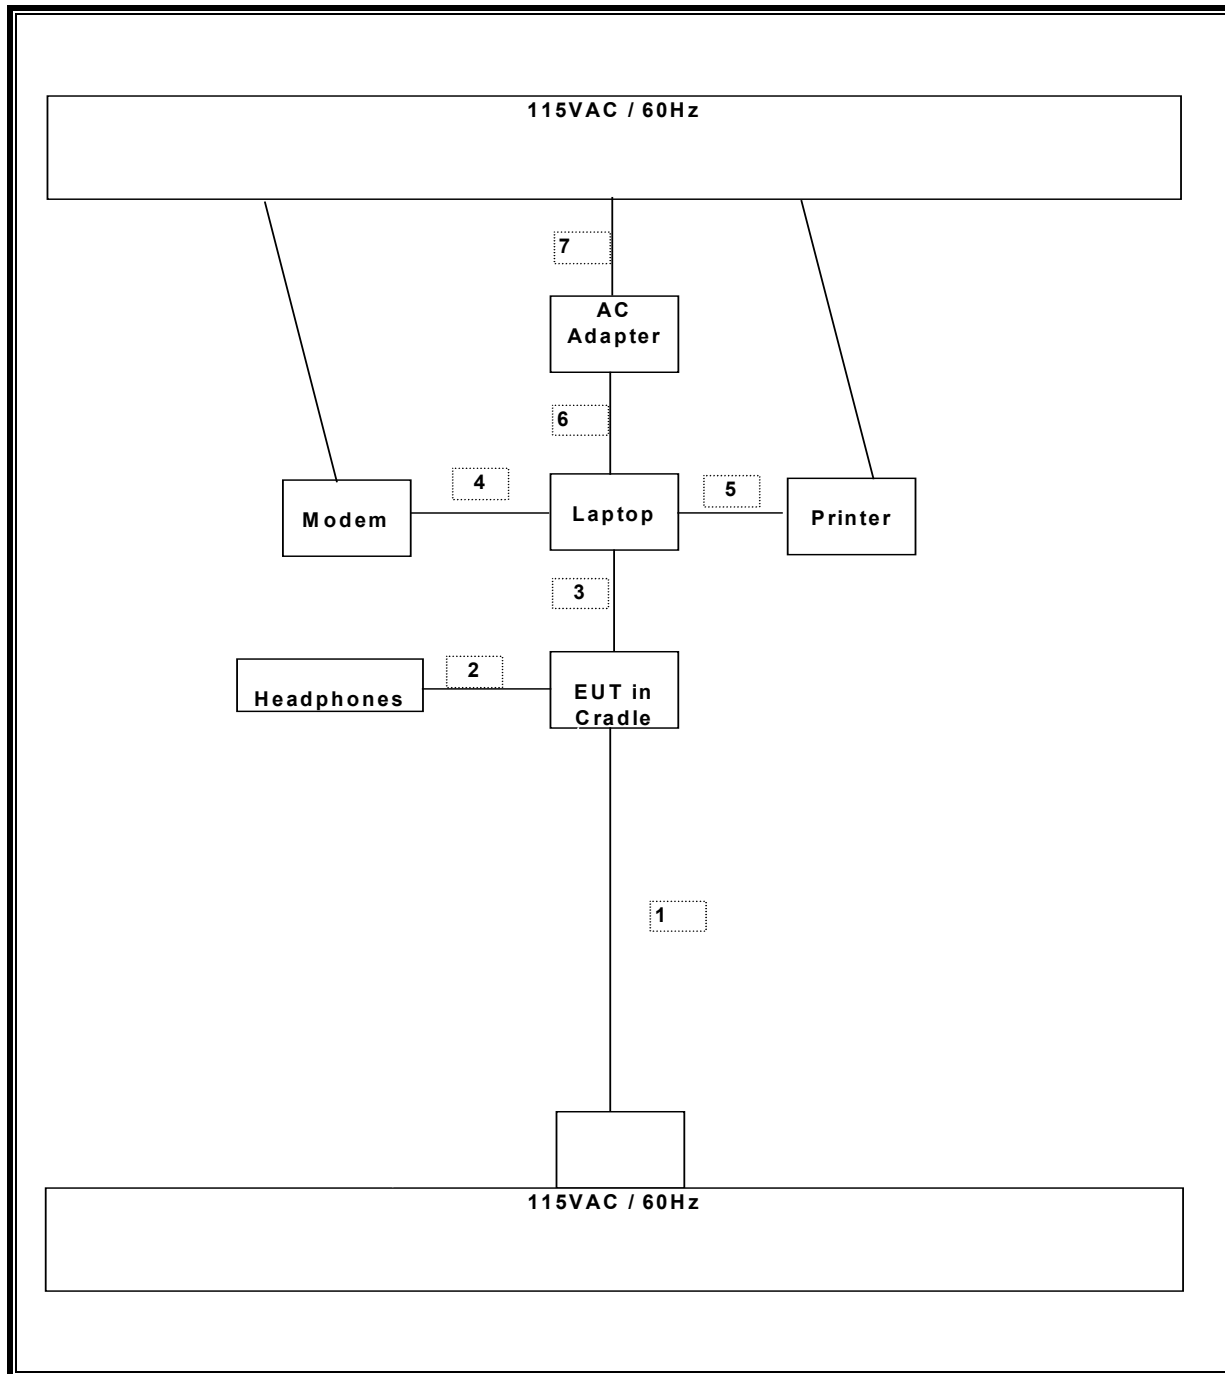 115VAC / 60Hz
7
AC
Adapter
6
4
5
Modem
Laptop
Printer
3
2
Headphones
EUT in
Cradle
1
115VAC / 60Hz